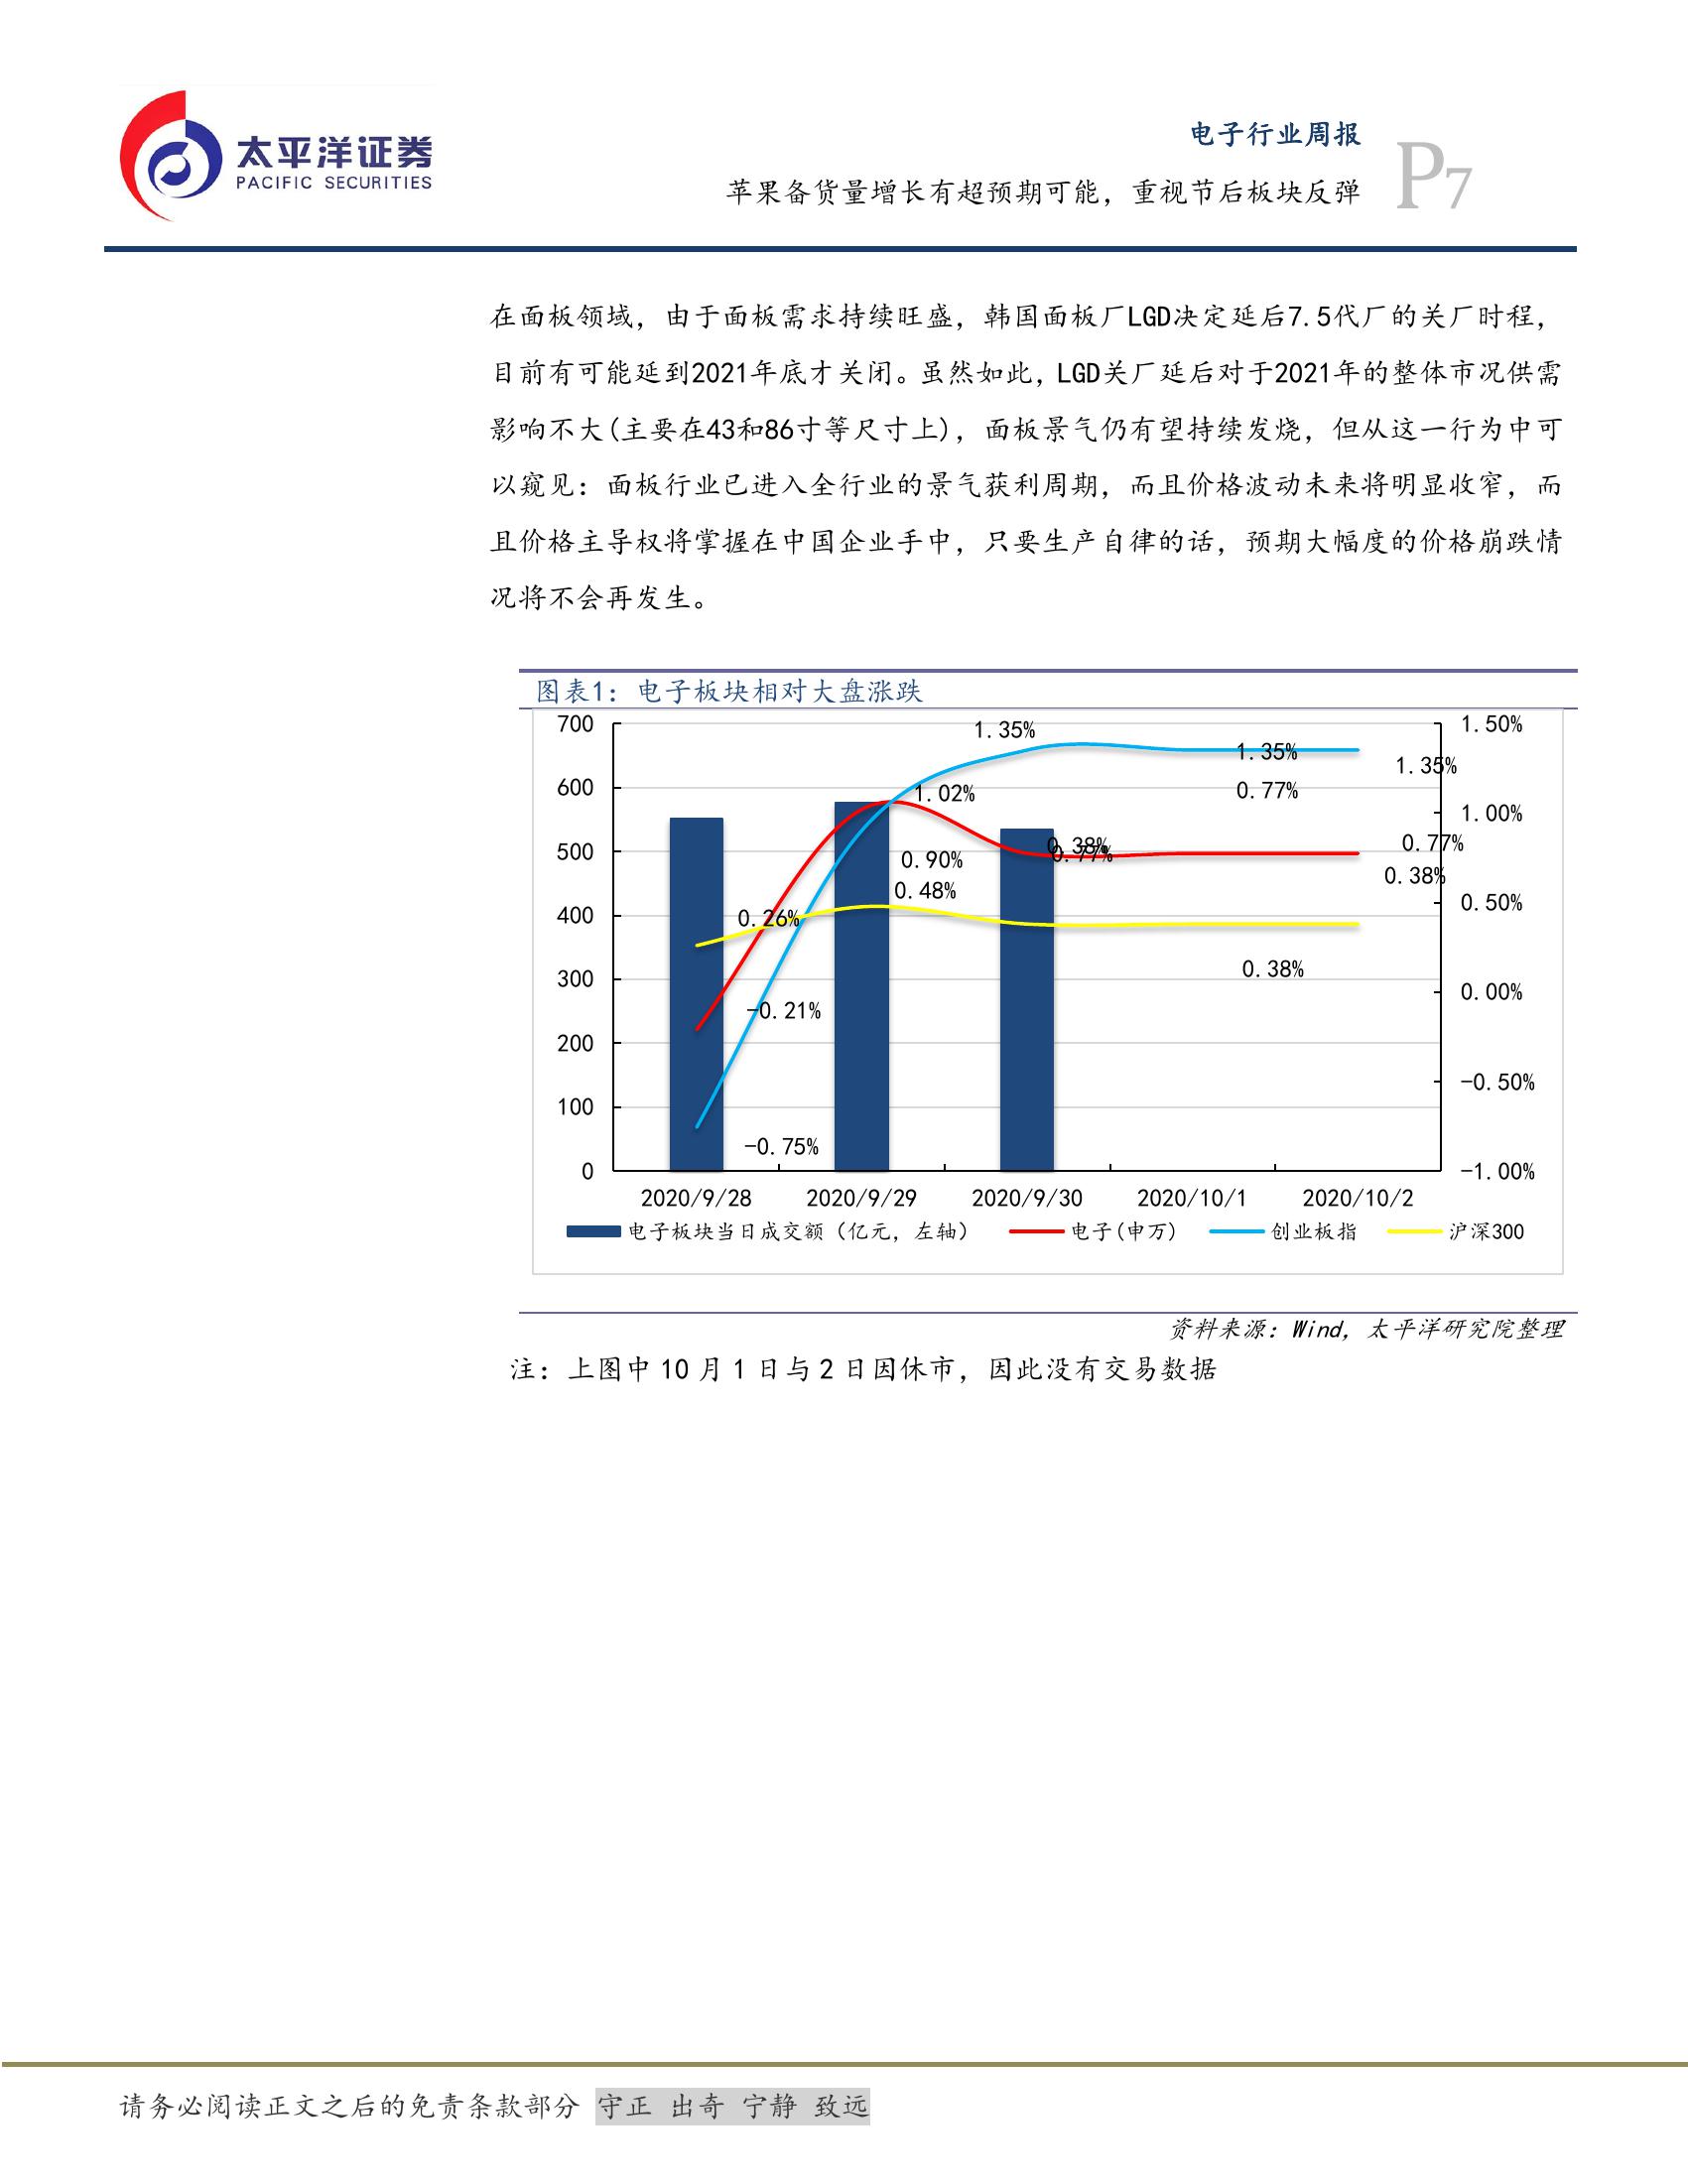 太平洋证券
PACIFIC SECURITIES
电子行业周报
苹果备货量增长有超预期可能，重视节后板块反弹
P7
在面板领域，由于面板需求持续旺盛，韩国面板厂LGD决定延后7.5代厂的关厂时程，
目前有可能延到2021年底才关闭。虽然如此，LGD关厂延后对于2021年的整体市况供需
影响不大(主要在43和86寸等尺寸上)，面板景气仍有望持续发烧，但从这一行为中可
以窥见：面板行业已进入全行业的景气获利周期，而且价格波动未来将明显收窄，而
且价格主导权将掌握在中国企业手中，只要生产自律的话，预期大幅度的价格崩跌情
况将不会再发生。
图表1：电子板块相对大盘涨跌
700
600
500
400
300
200
100
0
1.50%
1.00%
0.50%
0.00%
-0.50%
-1.00%
1.35%
1.35%
1.35%
1.02%
0.77%
0.90%
0.38%
0.77%
0.77%
0.48%
0.38%
0.26%
0.38%
-0.21%
-0.75%
2020/9/28
2020/9/29
2020/9/30
2020/10/1
2020/10/2
电子板块当日成交额（亿元，左轴）
电子(申万)
创业板指
沪深300
资料来源：Wind，太平洋研究院整理
注：上图中 10 月 1 日与 2 日因休市，因此没有交易数据
请务必阅读正文之后的免责条款部分 守正 出奇 宁静 致远